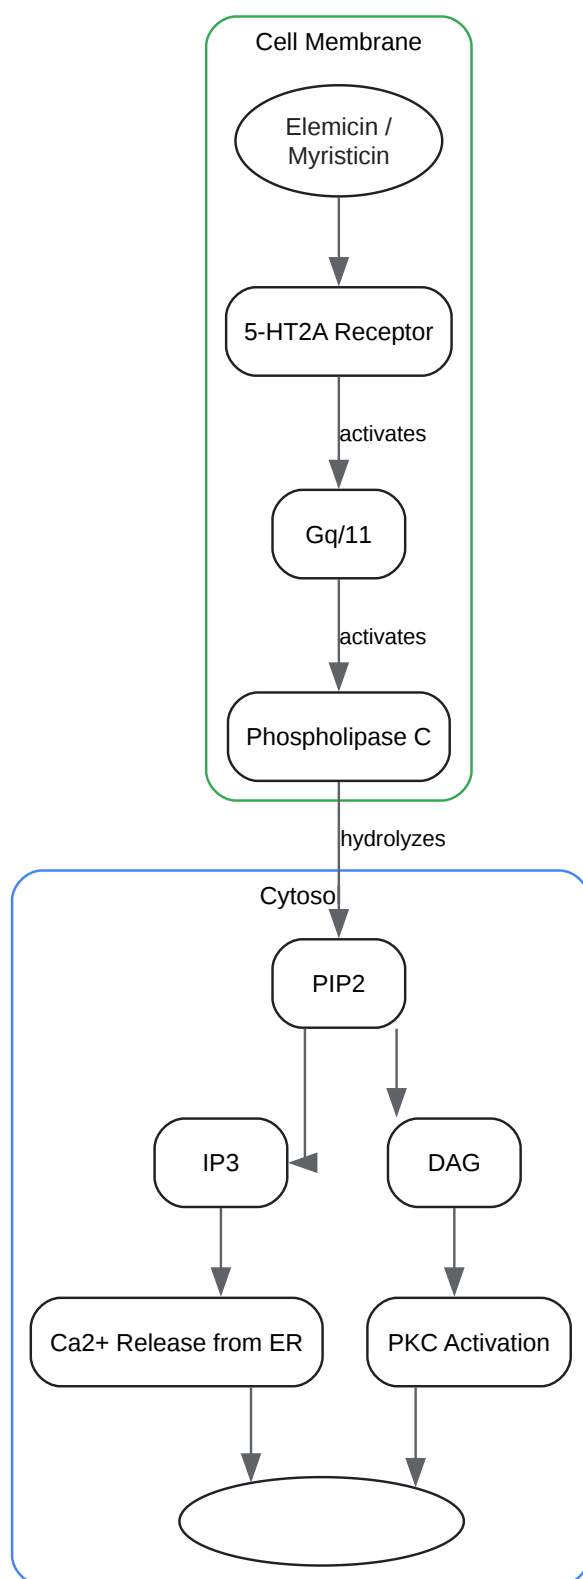 Cell Membrane
Elemicin /
Myristicin
5-HT2A Receptor
activates
Gq/11
activates
Phospholipase C
hydrolyzes
Cytosol
PIP2
IP3
DAG
Ca2+ Release from ER
PKC Activation